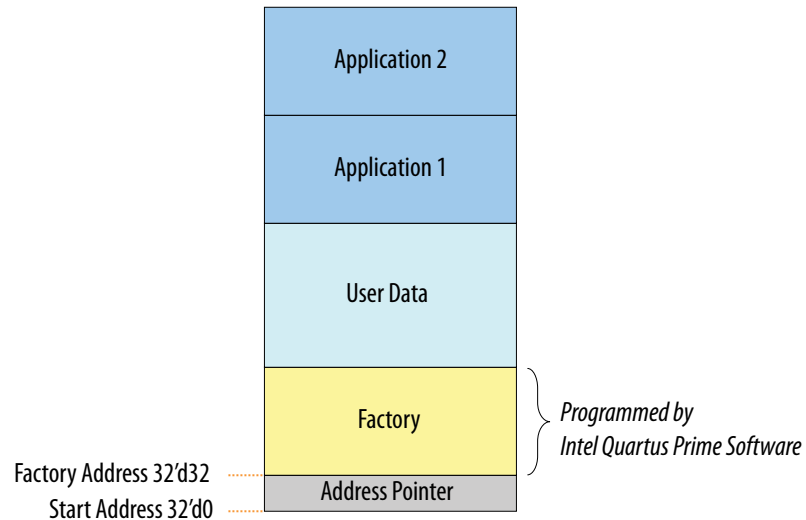 Application 2
Application 1
User Data
Factory
Programmed by
Intel Quartus Prime Software
Factory Address 32'd32
Address Pointer
Start Address 32'd0